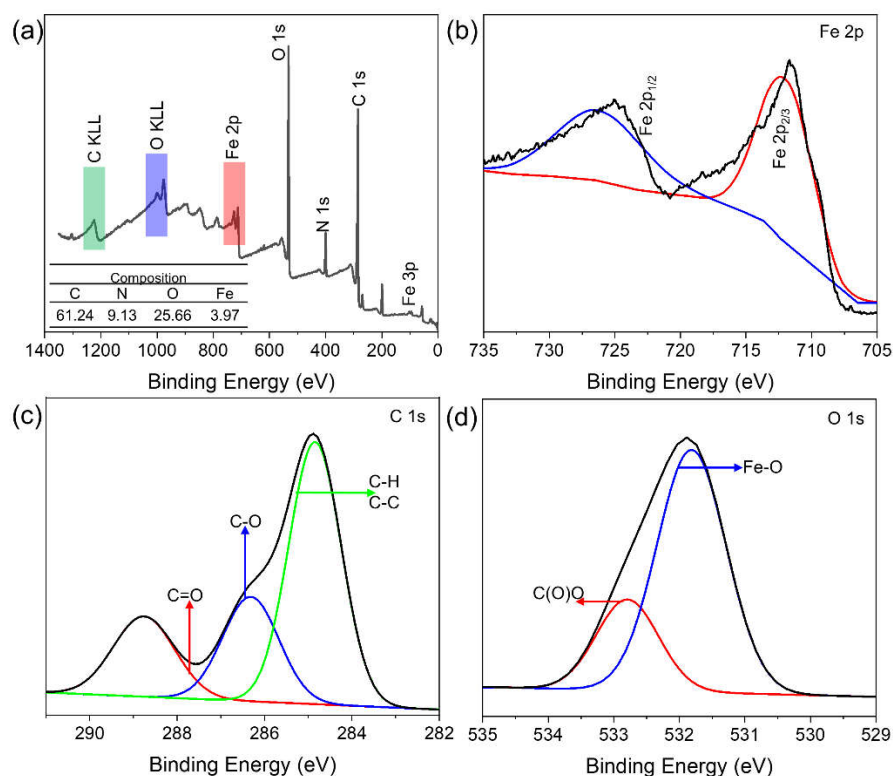 (a)
C KLL
O KLL
Fe 2p
O 1s
N 1s
C 1s
Fe 3p
Composition
C N O Fe
61.24 9.13 25.66 3.97
1400 1200 1000 800 600 400 200 0
Binding Energy (eV)
(b)
Fe 2p
Fe 2p1/2
Fe 2p2/3
735 730 725 720 715 710 705
Binding Energy (eV)
(c)
C 1s
C-H
C-C
C-O
C=O
290 288 286 284 282
Binding Energy (eV)
(d)
O 1s
Fe-O
C(O)O
535 534 533 532 531 530 529
Binding Energy (eV)